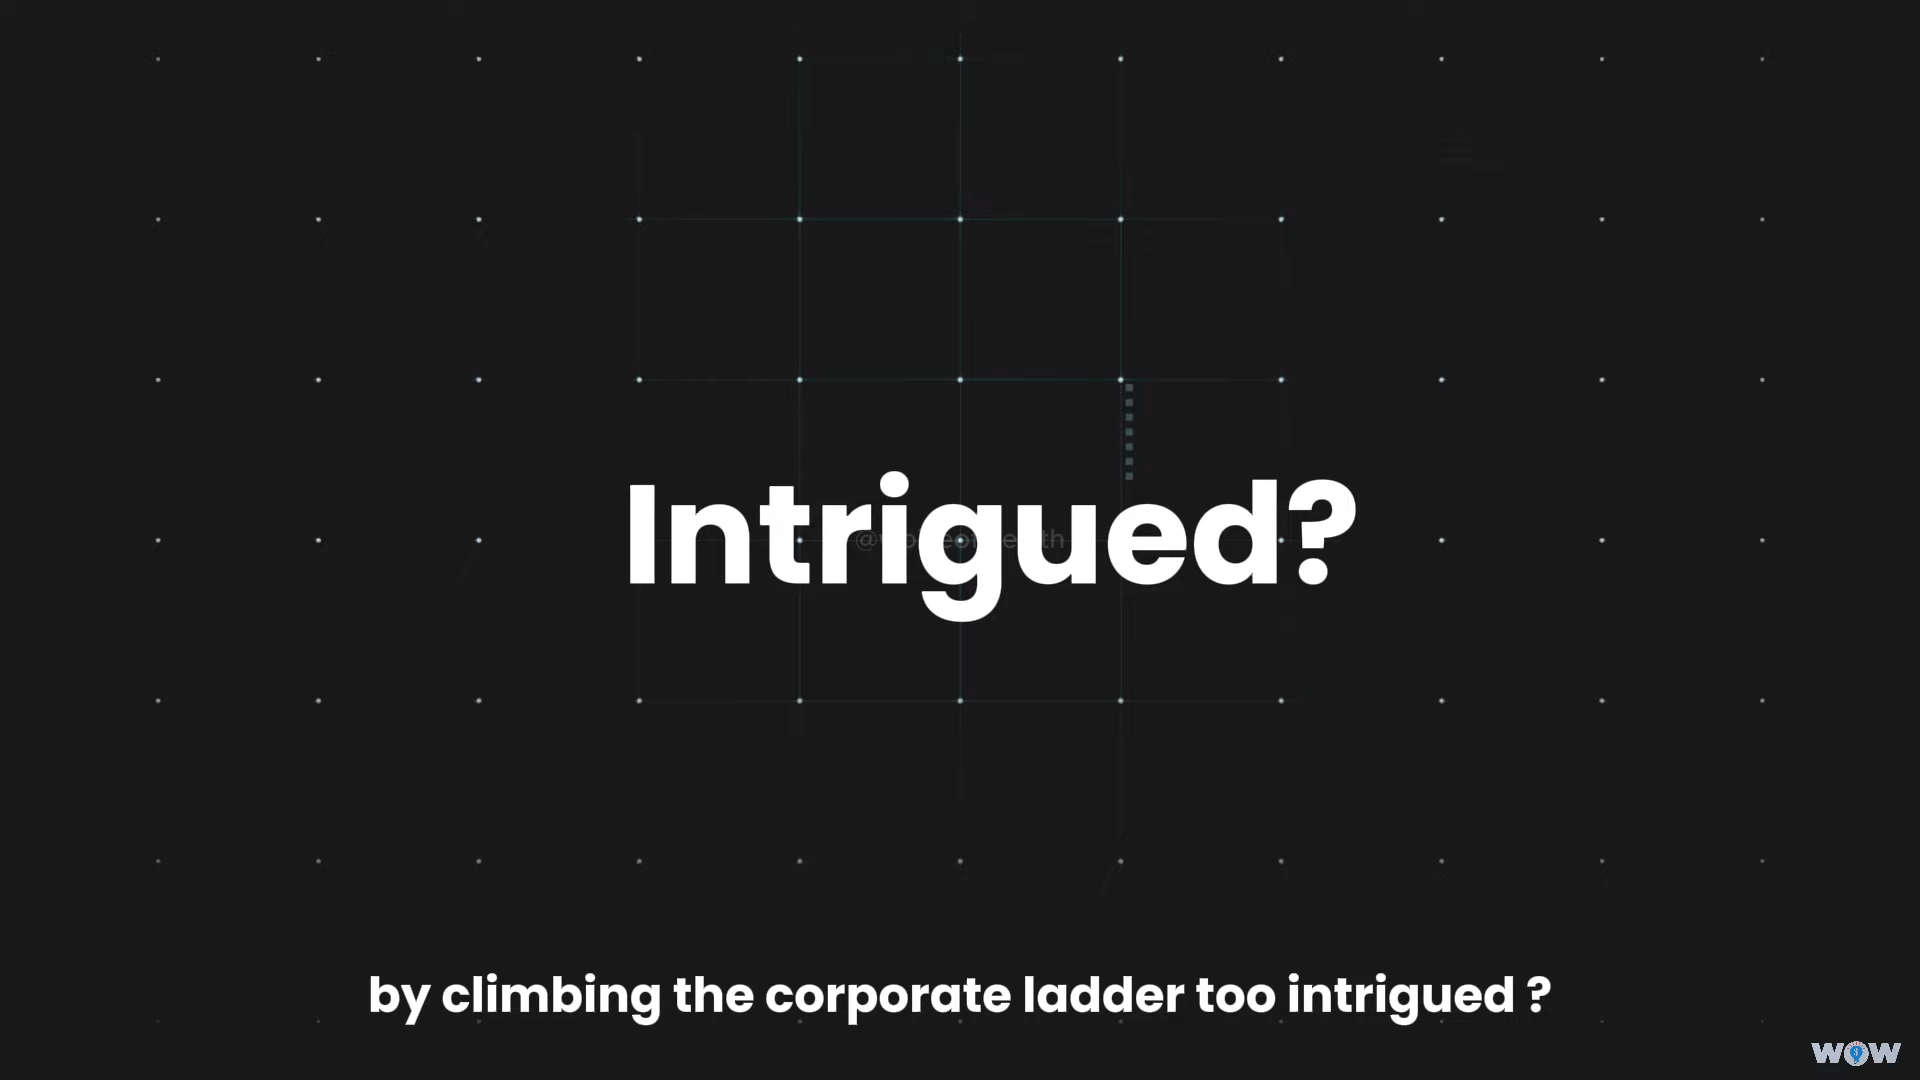 Intrigued?
by climbing the corporate ladder too intrigued ?
WOW